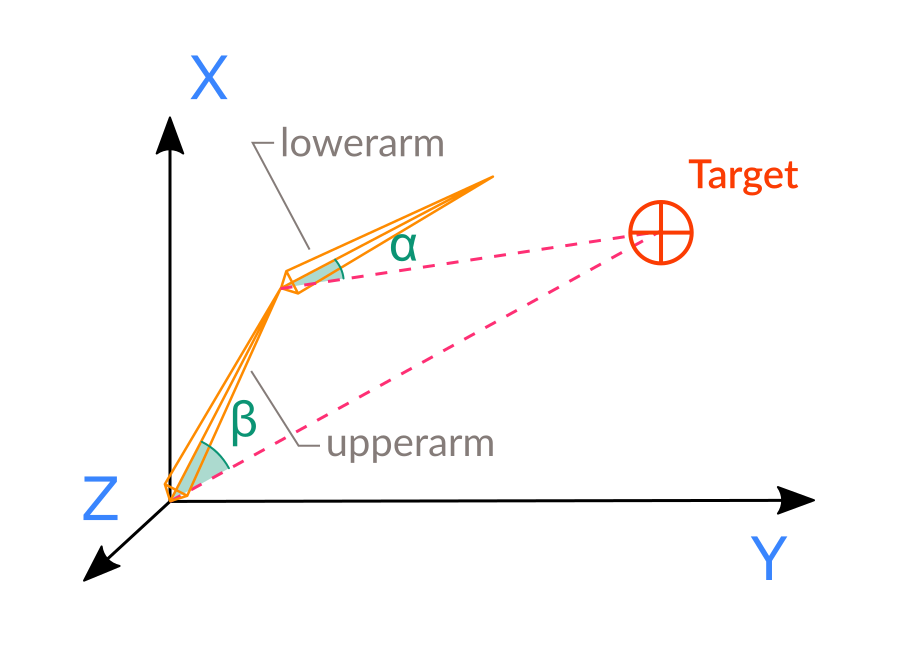 X
lowerarm
Target
α
β
upperarm
Z
Y